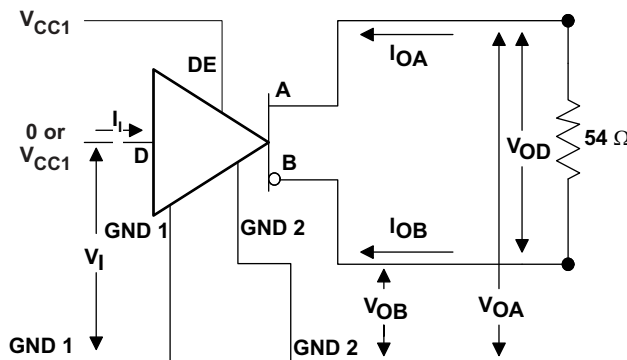 VCC1
DE
IOA
A
II
0 or
VCC1
D
B
VOD
54 Ω
GND 1
GND 2
IOB
VI
VOB
VOA
GND 1
GND 2